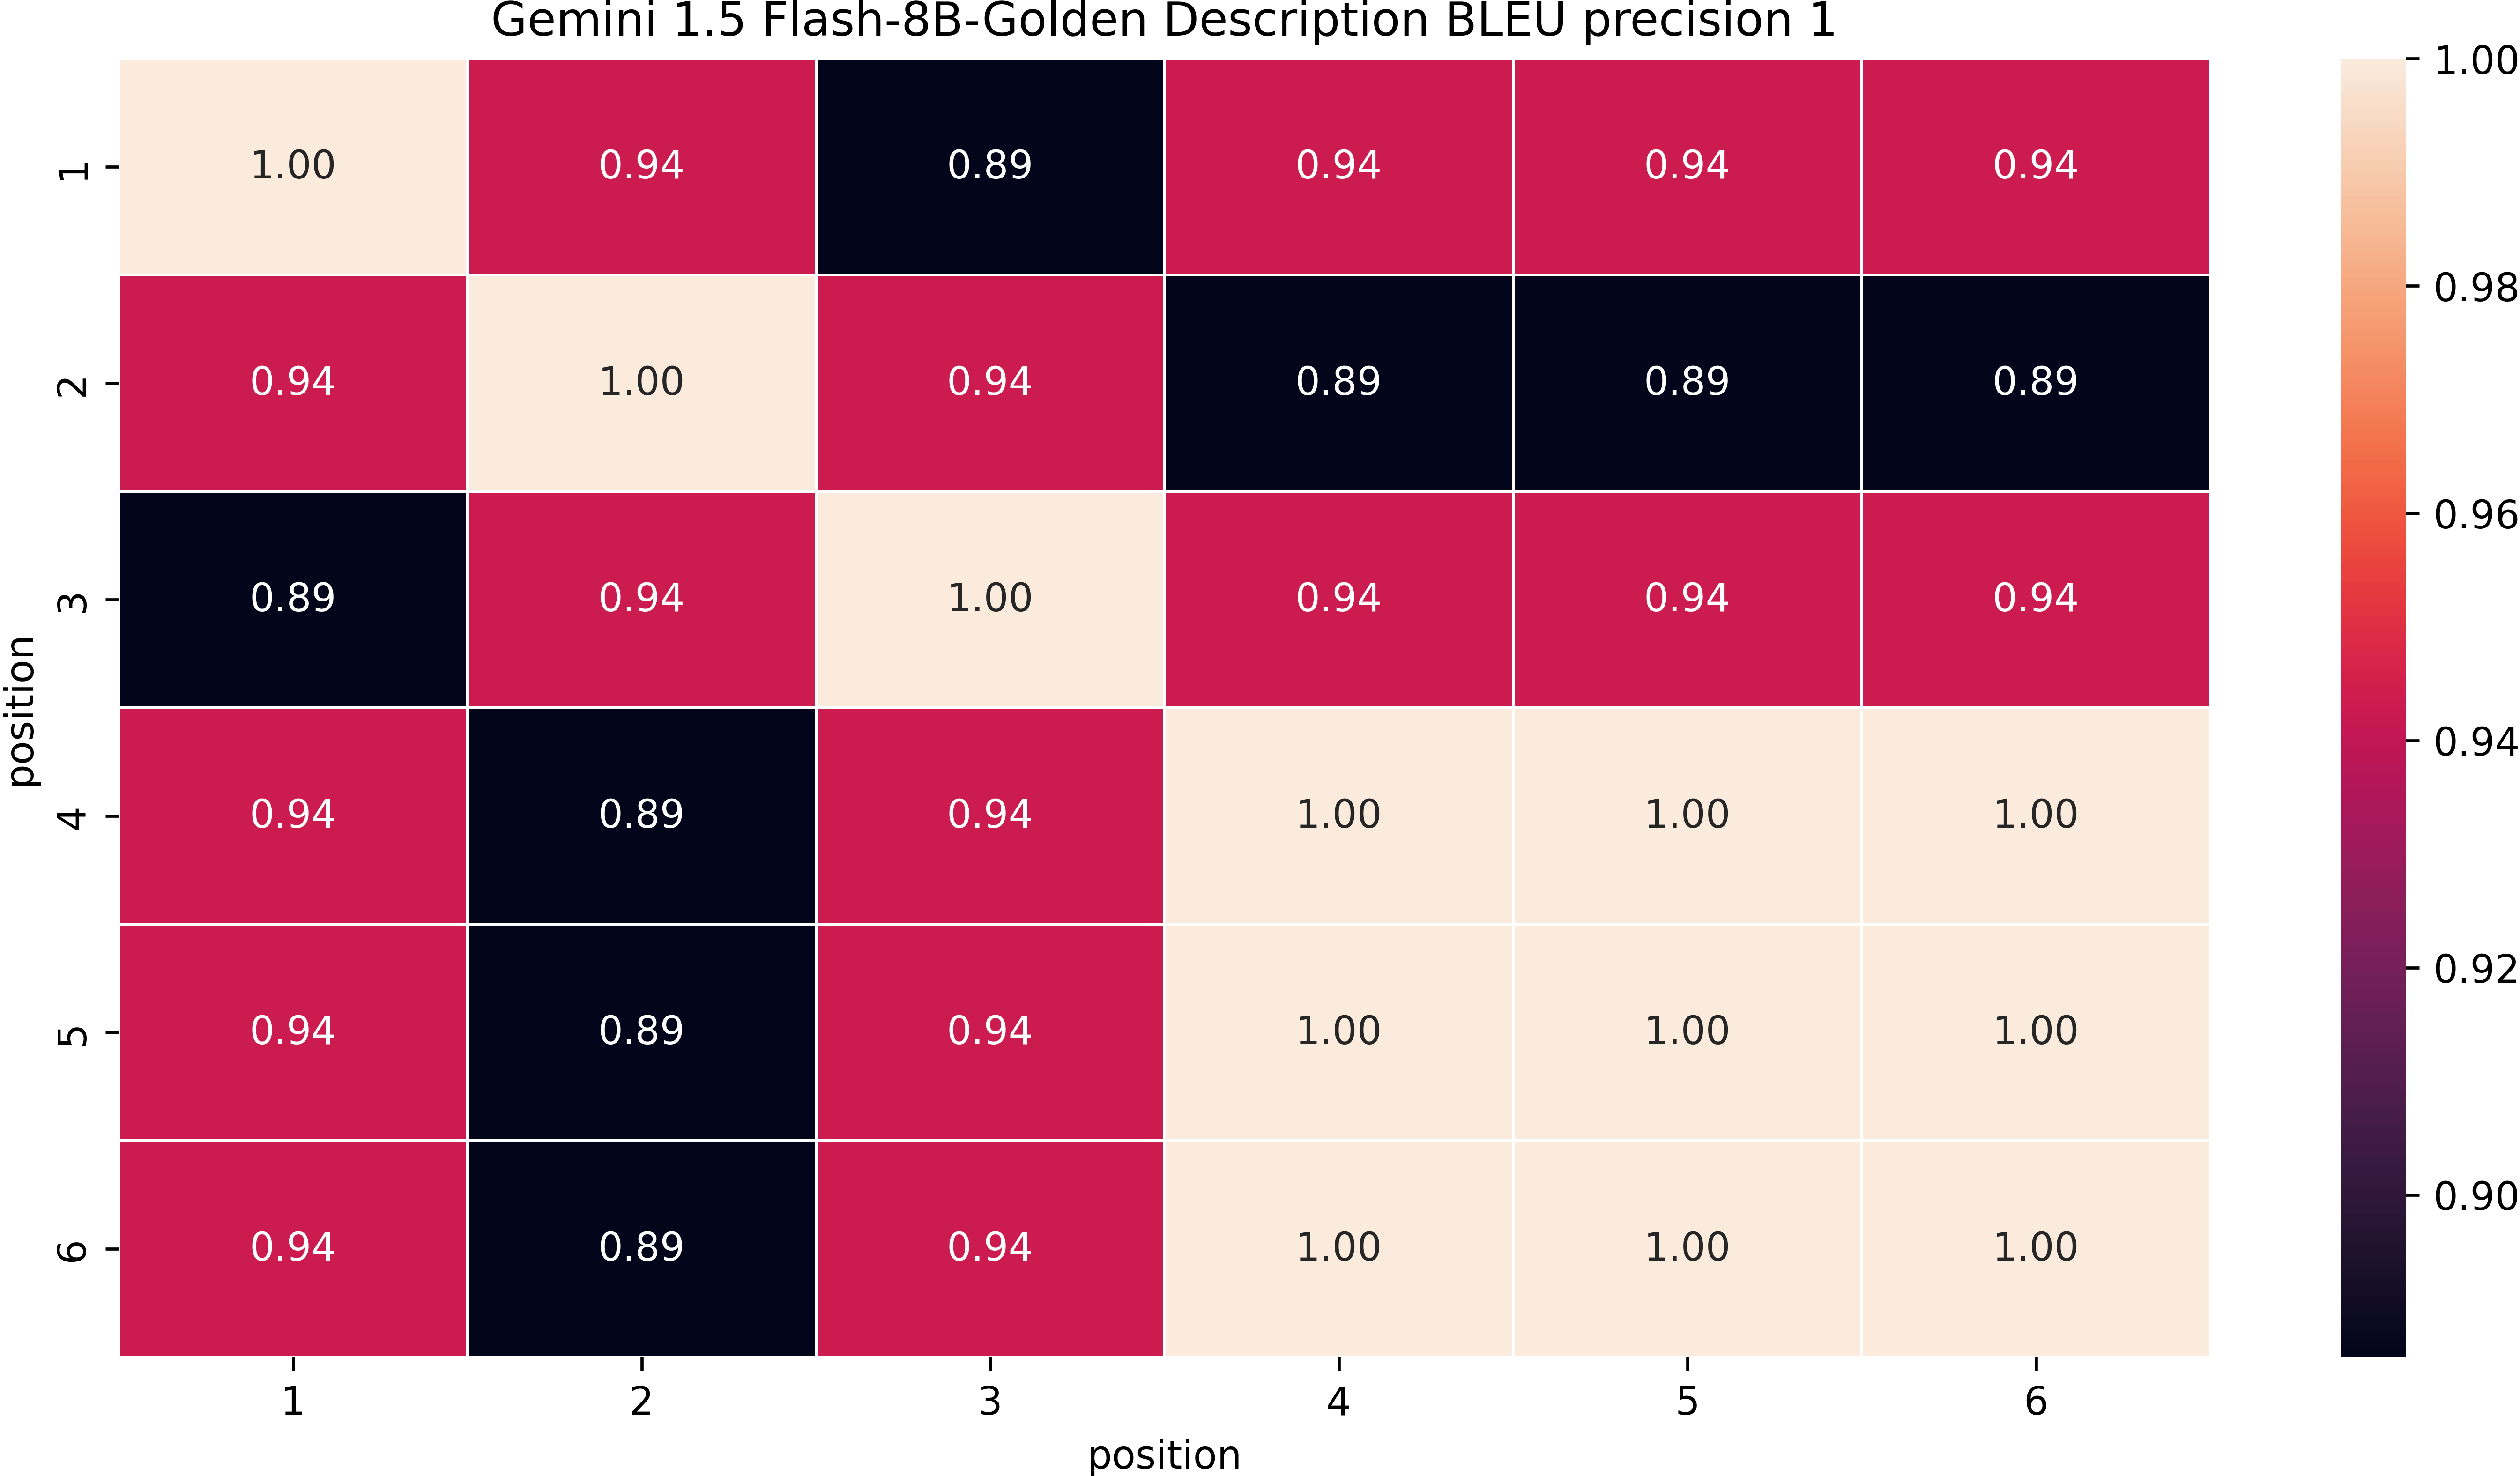 Gemini 1.5 Flash-8B-Golden Description BLEU precision 1
1 1.00 0.94 0.89 0.94 0.94 0.94
2 0.94 1.00 0.94 0.89 0.89 0.89
3 0.89 0.94 1.00 0.94 0.94 0.94
4 0.94 0.89 0.94 1.00 1.00 1.00
5 0.94 0.89 0.94 1.00 1.00 1.00
6 0.94 0.89 0.94 1.00 1.00 1.00
position
1 2 3 4 5 6
position
1.00
0.98
0.96
0.94
0.92
0.90